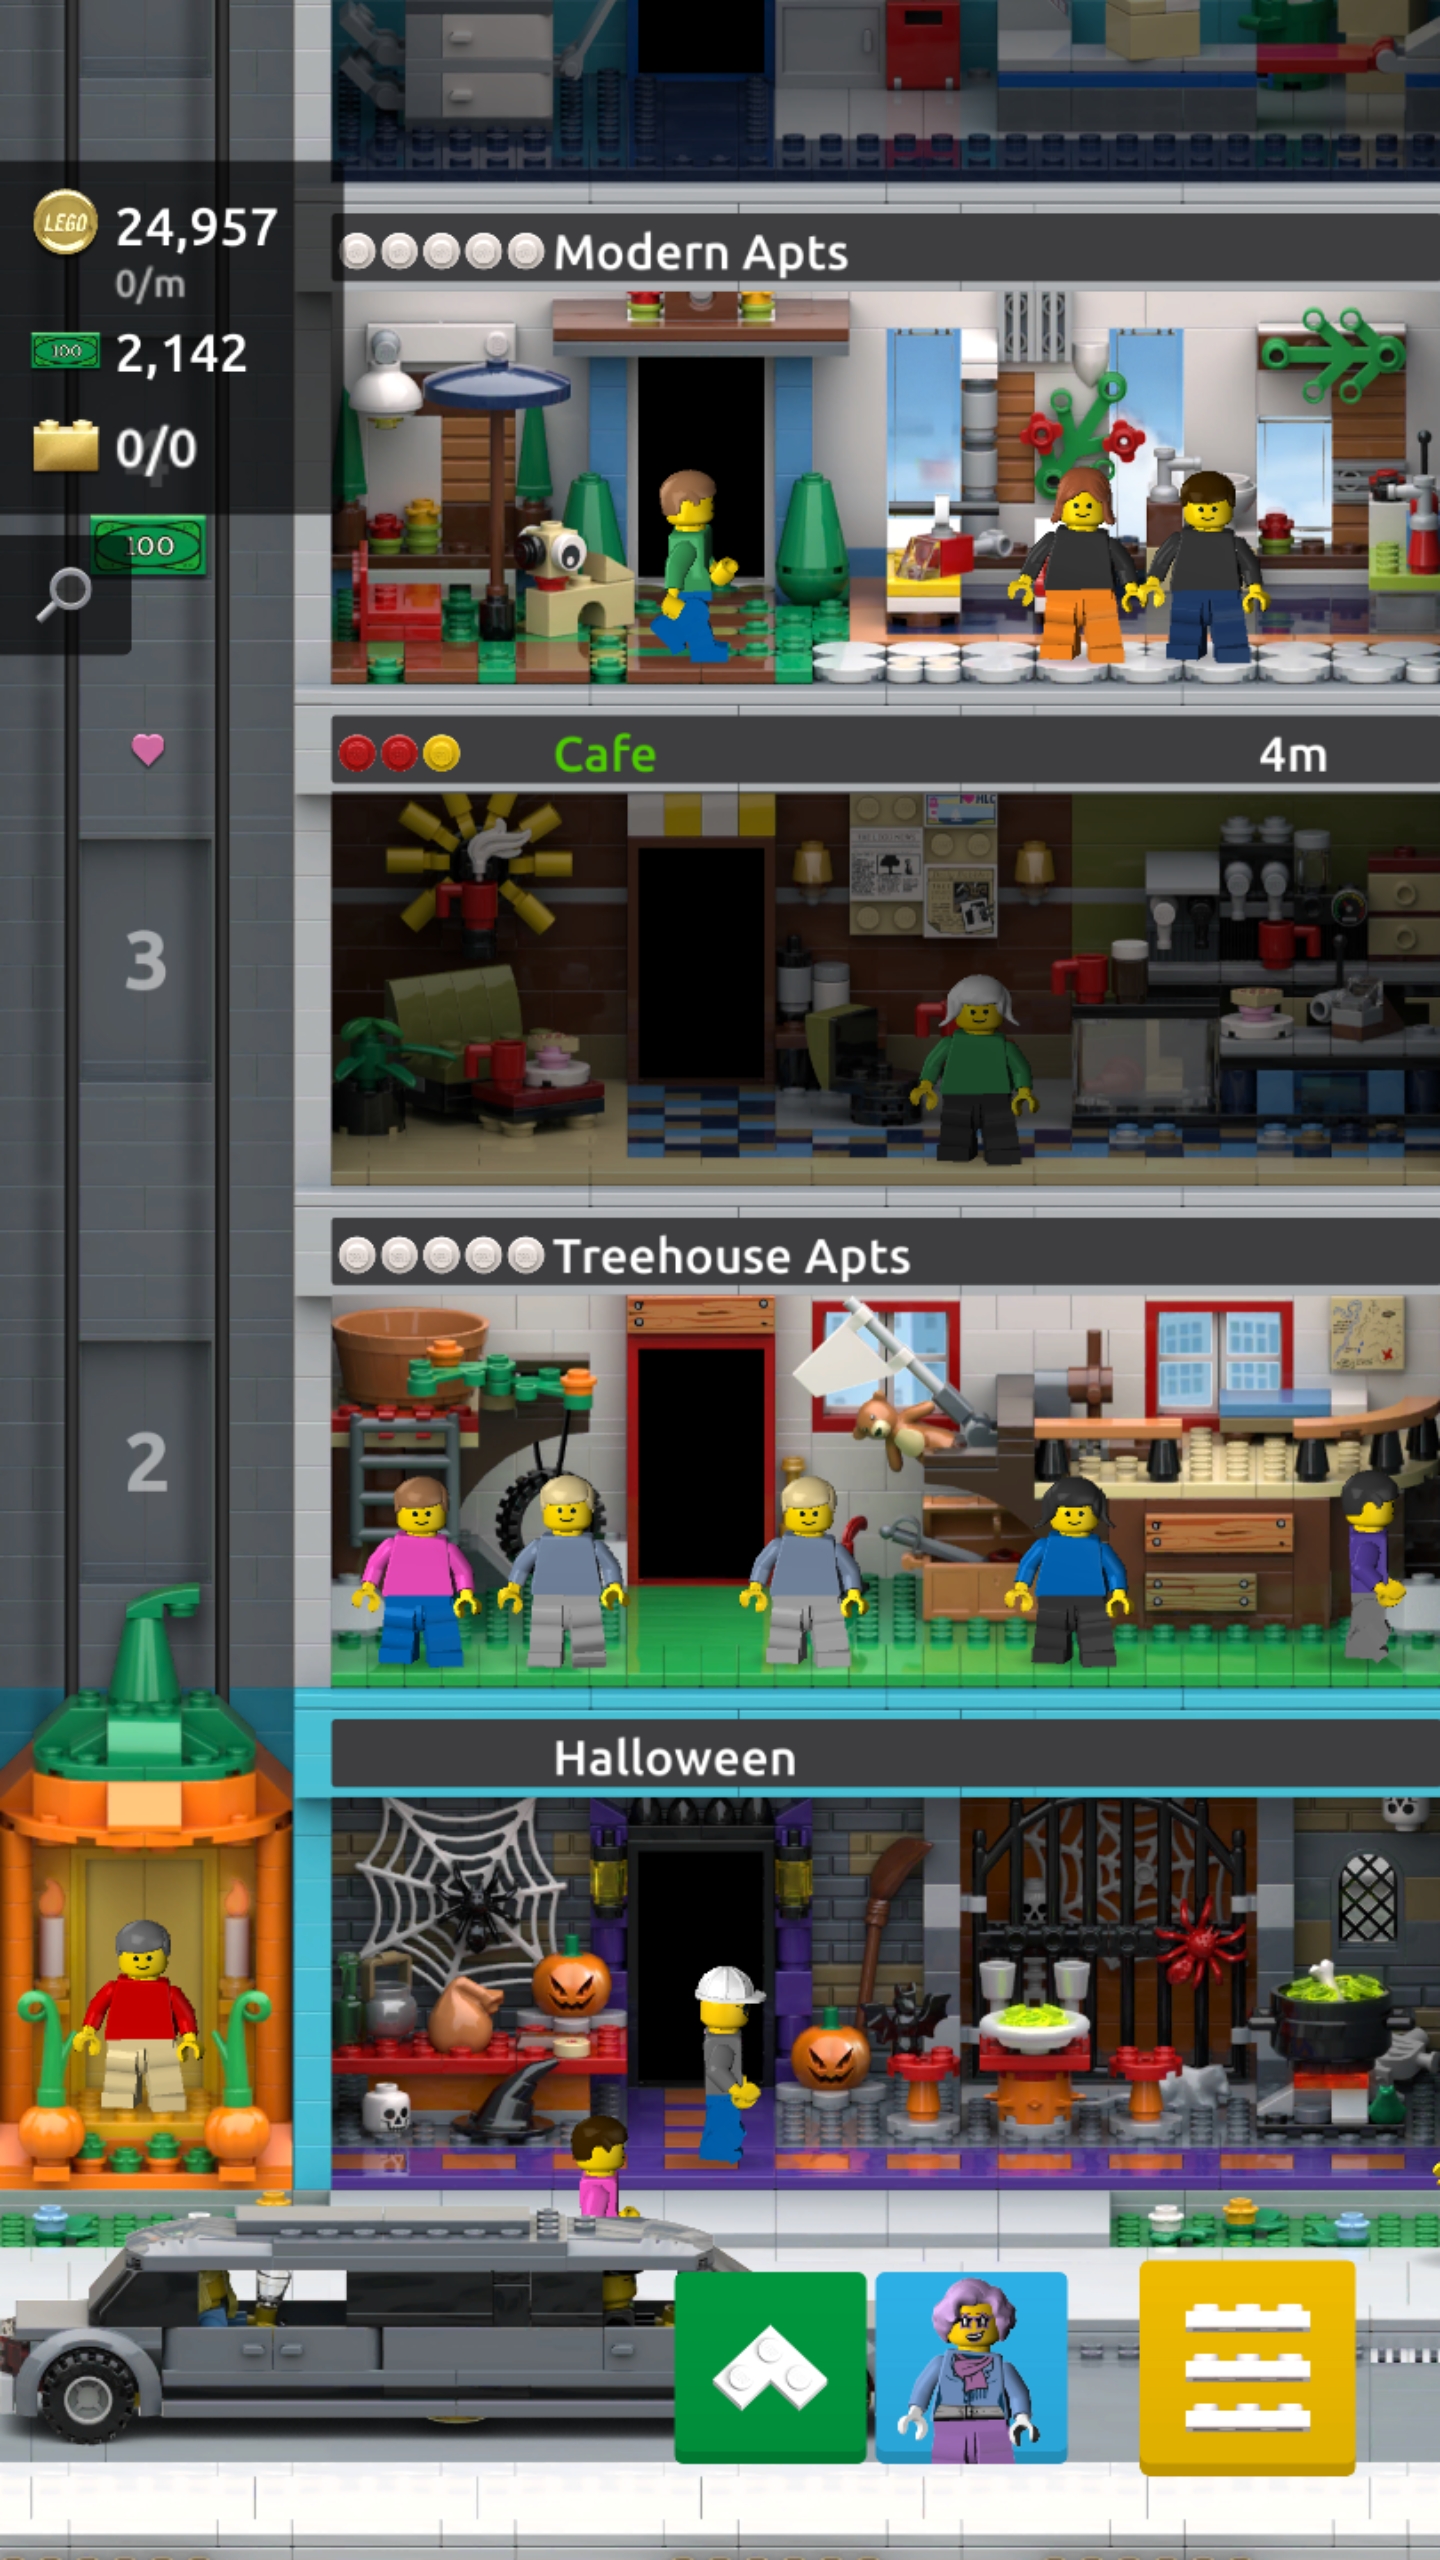 LEGO 24,957
0/m
100 2,142
0/0
100
Modern Apts
Cafe 4m
3
Treehouse Apts
2
Halloween